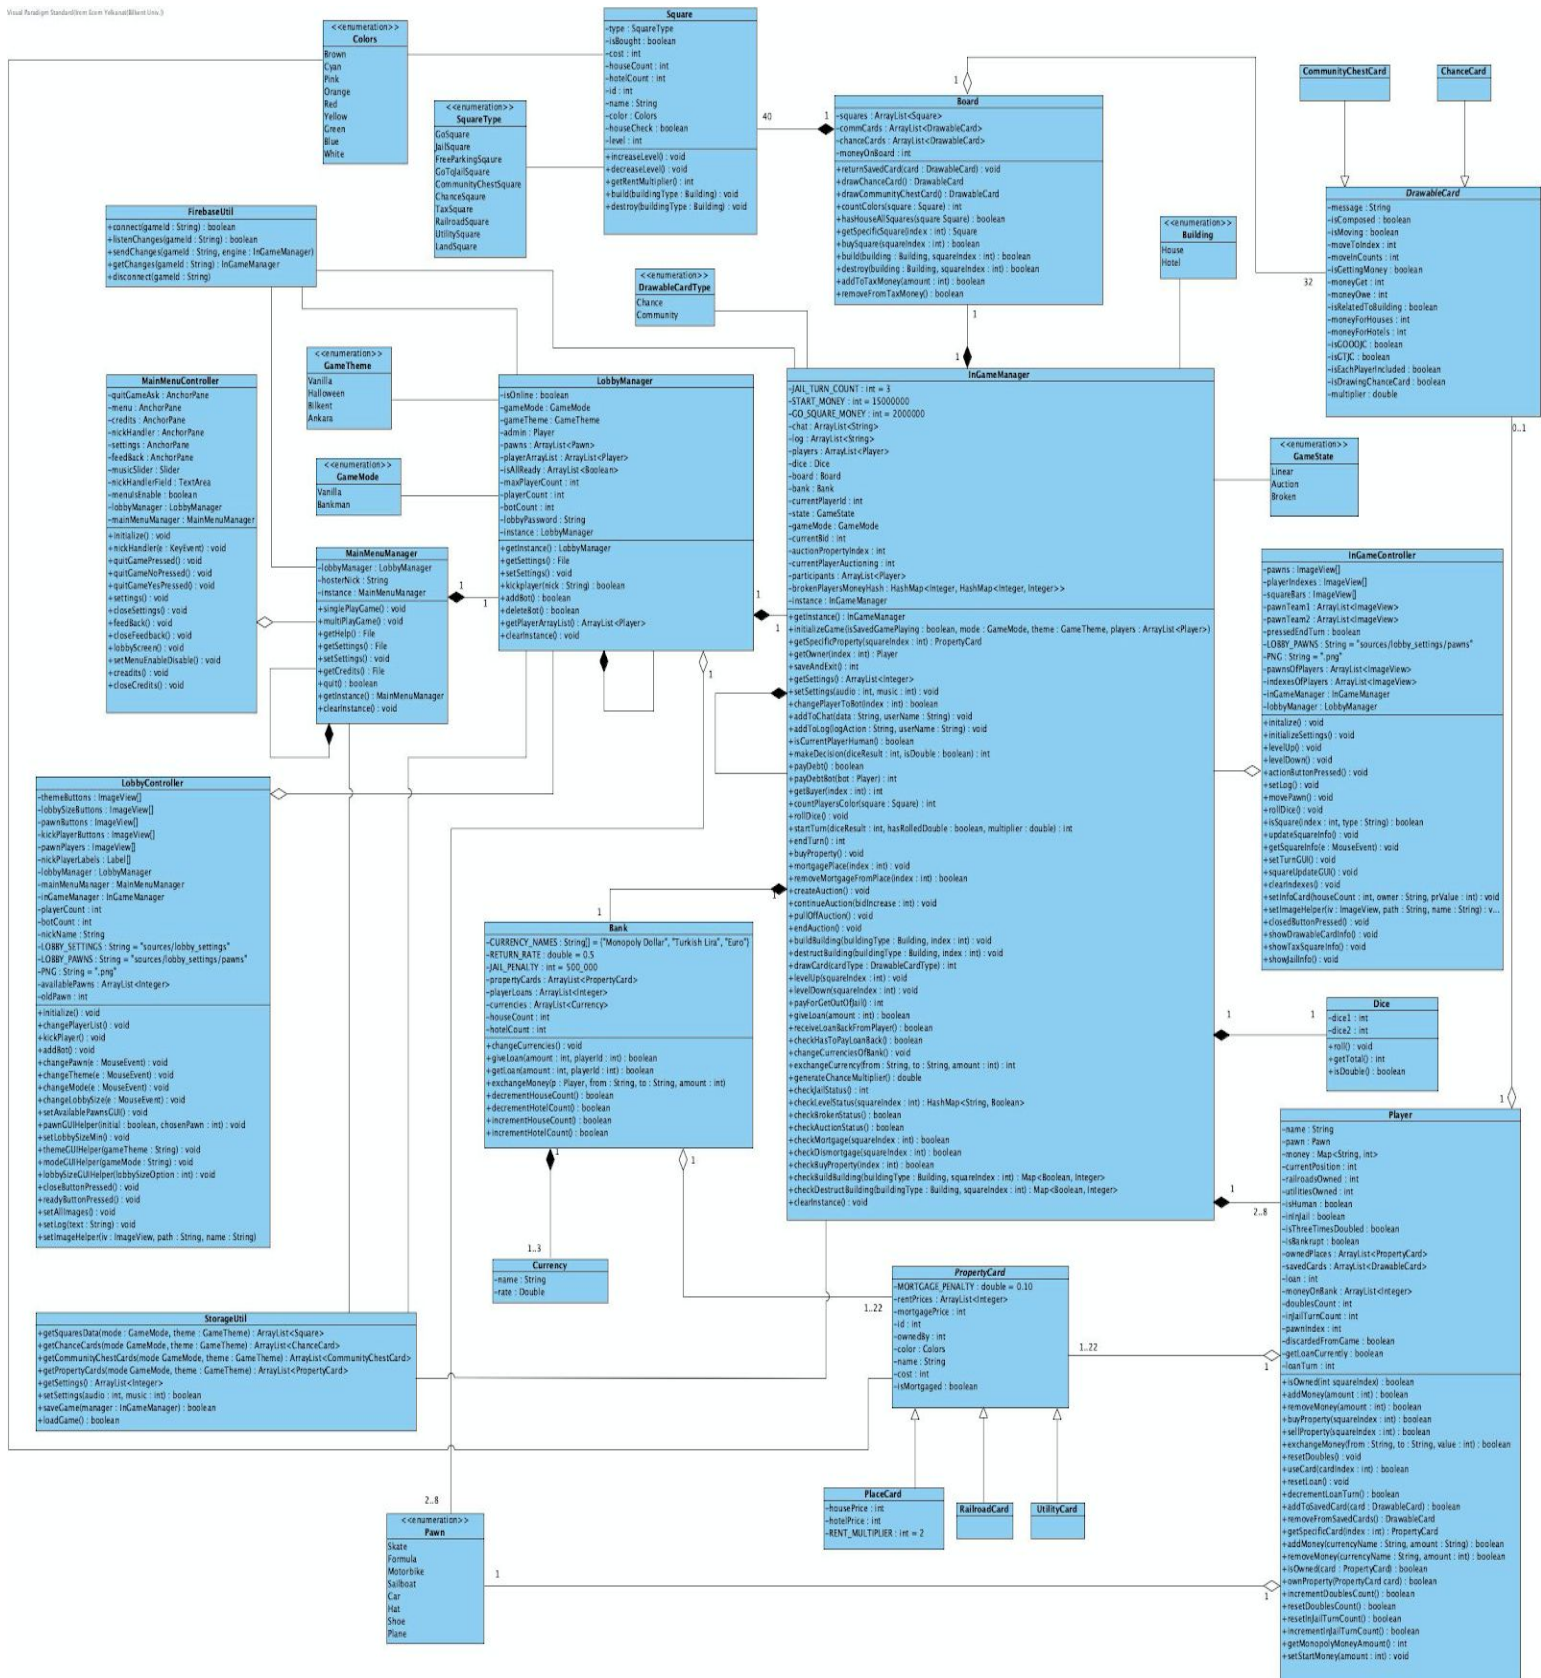 Visual Paradigm Standard(Irem Ecem Yelkanat(Bilkent Univ.))
<<enumeration>>
Colors
Brown
Cyan
Pink
Orange
Red
Yellow
Green
Blue
White
Square
-type : SquareType
-isBought : boolean
-cost : int
-houseCount : int
-hotelCount : int
-id : int
-name : String
-color : Colors
-houseCheck : boolean
-level : int
+increaseLevel() : void
+decreaseLevel() : void
+getRentMultiplier() : int
+build(buildingType : Building) : void
+destroy(buildingType : Building) : void
<<enumeration>>
SquareType
GoSquare
JailSquare
FreeParkingSqaure
GoToJailSquare
CommunityChestSquare
ChanceSqaure
TaxSquare
RailroadSquare
UtilitySquare
LandSquare
40
1
1
Board
-squares : ArrayList<Square>
-commCards : ArrayList<DrawableCard>
-chanceCards : ArrayList<DrawableCard>
-moneyOnBoard : int
+returnSavedCard(card : DrawableCard) : void
+drawChanceCard() : DrawableCard
+drawCommunityChestCard() : DrawableCard
+countColors(square : Square) : int
+hasHouseAllSquares(square Square) : boolean
+getSpecificSquare(index : int) : Square
+buySquare(squareIndex : int) : boolean
+build(building : Building, squareIndex : int) : boolean
+destroy(building : Building, squareIndex : int) : boolean
+addToTaxMoney(amount : int) : boolean
+removeFromTaxMoney() : boolean
1
1
CommunityChestCard
ChanceCard
DrawableCard
-message : String
-isComposed : boolean
-isMoving : boolean
-moveToIndex : int
-moveInCounts : int
-isGettingMoney : boolean
-moneyGet : int
-moneyOwe : int
-isRelatedToBuilding : boolean
-moneyForHouses : int
-moneyForHotels : int
-isGOOOJC : boolean
-isGTJC : boolean
-isEachPlayerIncluded : boolean
-isDrawingChanceCard : boolean
-multiplier : double
32
0..1
<<enumeration>>
Building
House
Hotel
FirebaseUtil
+connect(gameId : String) : boolean
+listenChanges(gameId : String) : boolean
+sendChanges(gameId : String, engine : InGameManager)
+getChanges(gameId : String) : InGameManager
+disconnect(gameId : String)
<<enumeration>>
DrawableCardType
Chance
Community
<<enumeration>>
GameTheme
Vanilla
Halloween
Bilkent
Ankara
<<enumeration>>
GameMode
Vanilla
Bankman
MainMenuController
-quitGameAsk : AnchorPane
-menu : AnchorPane
-credits : AnchorPane
-nickHandler : AnchorPane
-settings : AnchorPane
-feedBack : AnchorPane
-musicSlider : Slider
-nickHandlerField : TextArea
-menuIsEnable : boolean
-lobbyManager : LobbyManager
-mainMenuManager : MainMenuManager
+initialize() : void
+nickHandler(e : KeyEvent) : void
+quitGamePressed() : void
+quitGameNoPressed() : void
+quitGameYesPressed() : void
+settings() : void
+closeSettings() : void
+feedBack() : void
+closeFeedback() : void
+lobbyScreen() : void
+setMenuEnableDisable() : void
+creadits() : void
+closeCredits() : void
MainMenuManager
-lobbyManager : LobbyManager
-hosterNick : String
-instance : MainMenuManager
+singlePlayGame() : void
+multiPlayGame() : void
+getHelp() : File
+getSettings() : File
+setSettings() : void
+getCredits() : File
+quit() : boolean
+getInstance() : MainMenuManager
+clearInstance() : void
1
1
LobbyManager
-isOnline : boolean
-gameMode : GameMode
-gameTheme : GameTheme
-admin : Player
-pawns : ArrayList<Pawn>
-playerArrayList : ArrayList<Player>
-isAllReady : ArrayList<Boolean>
-maxPlayerCount : int
-playerCount : int
-botCount : int
-lobbyPassword : String
-instance : LobbyManager
+getInstance() : LobbyManager
+getSettings() : File
+setSettings() : void
+kickplayer(nick : String) : boolean
+addBot() : boolean
+deleteBot() : boolean
+getPlayerArrayList() : ArrayList<Player>
+clearInstance() : void
1
1
1
InGameManager
-JAIL_TURN_COUNT : int = 3
-START_MONEY : int = 15000000
-GO_SQUARE_MONEY : int = 2000000
-chat : ArrayList<String>
-log : ArrayList<String>
-players : ArrayList<Player>
-dice : Dice
-board : Board
-bank : Bank
-currentPlayerId : int
-state : GameState
-gameMode : GameMode
-currentBid : int
-auctionPropertyIndex : int
-currentPlayerAuctioning : int
-participants : ArrayList<Player>
-brokenPlayersMoneyHash : HashMap<Integer, HashMap<Integer, Integer>>
-instance : InGameManager
+getInstance() : InGameManager
+initializeGame(isSavedGamePlaying : boolean, mode : GameMode, theme : GameTheme, players : ArrayList<Player>)
+getSpecificProperty(squareIndex : int) : PropertyCard
+getOwner(index : int) : Player
+saveAndExit() : int
+getSettings() : ArrayList<Integer>
+setSettings(audio : int, music : int) : void
+changePlayerToBot(index : int) : boolean
+addToChat(data : String, userName : String) : void
+addToLog(logAction : String, userName : String) : void
+isCurrentPlayerHuman() : boolean
+makeDecision(diceResult : int, isDouble : boolean) : int
+payDebt() : boolean
+payDebtBot(bot : Player) : int
+getBuyer(index : int) : int
+countPlayersColor(square : Square) : int
+rollDice() : void
+startTurn(diceResult : int, hasRolledDouble : boolean, multiplier : double) : int
+endTurn() : int
+buyProperty() : void
+mortgagePlace(index : int) : void
+removeMortgageFromPlace(index : int) : boolean
+createAuction() : void
+continueAuction(bidIncrease : int) : void
+pullOffAuction() : void
+endAuction() : void
+buildBuilding(buildingType : Building, index : int) : void
+destructBuilding(buildingType : Building, index : int) : void
+drawCard(cardType : DrawableCardType) : int
+levelUp(squareIndex : int) : void
+levelDown(squareIndex : int) : void
+payForGetOutOfJail() : int
+giveLoan(amount : int) : boolean
+receiveLoanBackFromPlayer() : boolean
+checkHasToPayLoanBack() : boolean
+changeCurrenciesOfBank() : void
+exchangeCurrency(from : String, to : String, amount : int) : int
+generateChanceMultiplier() : double
+checkJailStatus() : int
+checkLevelStatus(squareIndex : int) : HashMap<String, Boolean>
+checkBrokenStatus() : boolean
+checkAuctionStatus() : boolean
+checkMortgage(squareIndex : int) : boolean
+checkDismortgage(squareIndex : int) : boolean
+checkBuyProperty(index : int) : boolean
+checkBuildBuilding(buildingType : Building, squareIndex : int) : Map<Boolean, Integer>
+checkDestructBuilding(buildingType : Building, squareIndex : int) : Map<Boolean, Integer>
+clearInstance() : void
<<enumeration>>
GameState
Linear
Auction
Broken
InGameController
-pawns : ImageView[]
-playerIndexes : ImageView[]
-squareBars : ImageView[]
-pawnTeam1 : ArrayList<ImageView>
-pawnTeam2 : ArrayList<ImageView>
-pressedEndTurn : boolean
-LOBBY_PAWNS : String = "sources/lobby_settings/pawns"
-PNG : String = ".png"
-pawnsOfPlayers : ArrayList<ImageView>
-indexesOfPlayers : ArrayList<ImageView>
-inGameManager : InGameManager
-lobbyManager : LobbyManager
+initalize() : void
+initializeSettings() : void
+levelUp() : void
+levelDown() : void
+actionButtonPressed() : void
+setLog() : void
+movePawn() : void
+rollDice() : void
+isSquare(index : int, type : String) : boolean
+updateSquareInfo() : void
+getSquareInfo(e : MouseEvent) : void
+setTurnGUI() : void
+squareUpdateGUI() : void
+clearIndexes() : void
+setInfoCard(houseCount : int, owner : String, prValue : int) : void
+setImageHelper(iv : ImageView, path : String, name : String) : v...
+closedButtonPressed() : void
+showDrawableCardInfo() : void
+showTaxSquareInfo() : void
+showJailInfo() : void
LobbyController
-themeButtons : ImageView[]
-lobbySizeButtons : ImageView[]
-pawnButtons : ImageView[]
-kickPlayerButtons : ImageView[]
-pawnPlayers : ImageView[]
-nickPlayerLabels : Label[]
-lobbyManager : LobbyManager
-mainMenuManager : MainMenuManager
-inGameManager : InGameManager
-playerCount : int
-botCount : int
-nickName : String
-LOBBY_SETTINGS : String = "sources/lobby_settings"
-LOBBY_PAWNS : String = "sources/lobby_settings/pawns"
-PNG : String = ".png"
-availablePawns : ArrayList<Integer>
-oldPawn : int
+initialize() : void
+changePlayerList() : void
+kickPlayer() : void
+addBot() : void
+changePawn(e : MouseEvent) : void
+changeTheme(e : MouseEvent) : void
+changeMode(e : MouseEvent) : void
+changeLobbySize(e : MouseEvent) : void
+setAvailablePawnsGUI() : void
+pawnGUIHelper(initial : boolean, chosenPawn : int) : void
+setLobbySizeMin() : void
+themeGUIHelper(gameTheme : String) : void
+modeGUIHelper(gameMode : String) : void
+lobbySizeGUIHelper(lobbySizeOption : int) : void
+closeButtonPressed() : void
+readyButtonPressed() : void
+setAllImages() : void
+setLog(text : String) : void
+setImageHelper(iv : ImageView, path : String, name : String)
1
1
Bank
-CURRENCY_NAMES : String[] = {"Monopoly Dollar", "Turkish Lira", "Euro"}
-RETURN_RATE : double = 0.5
-JAIL_PENALTY : int = 500_000
-propertyCards : ArrayList<PropertyCard>
-playerLoans : ArrayList<Integer>
-currencies : ArrayList<Currency>
-houseCount : int
-hotelCount : int
+changeCurrencies() : void
+giveLoan(amount : int, playerId : int) : boolean
+getLoan(amount : int, playerId : int) : boolean
+exchangeMoney(p : Player, from : String, to : String, amount : int)
+decrementHouseCount() : boolean
+decrementHotelCount() : boolean
+incrementHouseCount() : boolean
+incrementHotelCount() : boolean
1
1
1..3
Currency
-name : String
-rate : Double
1
1
Dice
-dice1 : int
-dice2 : int
+roll() : void
+getTotal() : int
+isDouble() : boolean
1
1
2..8
Player
-name : String
-pawn : Pawn
-money : Map<String, int>
-currentPosition : int
-railroadsOwned : int
-utilitiesOwned : int
-isHuman : boolean
-inInJail : boolean
-isThreeTimesDoubled : boolean
-isBankrupt : boolean
-ownedPlaces : ArrayList<PropertyCard>
-savedCards : ArrayList<DrawableCard>
-loan : int
-moneyOnBank : ArrayList<Integer>
-doublesCount : int
-inJailTurnCount : int
-pawnIndex : int
-discardedFromGame : boolean
-getLoanCurrently : boolean
-loanTurn : int
+isOwned(int squareIndex) : boolean
+addMoney(amount : int) : boolean
+removeMoney(amount : int) : boolean
+buyProperty(squareIndex : int) : boolean
+sellProperty(squareIndex : int) : boolean
+exchangeMoney(from : String, to : String, value : int) : boolean
+resetDoubles() : void
+useCard(cardIndex : int) : boolean
+resetLoan() : void
+decrementLoanTurn() : boolean
+addToSavedCard(card : DrawableCard) : boolean
+removeFromSavedCards() : DrawableCard
+getSpecificCard(index : int) : PropertyCard
+addMoney(currencyName : String, amount : String) : boolean
+removeMoney(currencyName : String, amount : int) : boolean
+isOwned(card : PropertyCard) : boolean
+ownProperty(PropertyCard card) : boolean
+incrementDoublesCount() : boolean
+resetDoublesCount() : boolean
+resetInJailTurnCount() : boolean
+incrementInJailTurnCount() : boolean
+getMonopolyMoneyAmount() : int
+setStartMoney(amount : int) : void
1..22
PropertyCard
-MORTGAGE_PENALTY : double = 0.10
-rentPrices : ArrayList<Integer>
-mortgagePrice : int
-id : int
-ownedBy : int
-color : Colors
-name : String
-cost : int
-isMortgaged : boolean
1..22
1
StorageUtil
+getSquaresData(mode : GameMode, theme : GameTheme) : ArrayList<Square>
+getChanceCards(mode GameMode, theme : GameTheme) : ArrayList<ChanceCard>
+getCommunityChestCards(mode GameMode, theme : GameTheme) : ArrayList<CommunityChestCard>
+getPropertyCards(mode GameMode, theme : GameTheme) : ArrayList<PropertyCard>
+getSettings() : ArrayList<Integer>
+setSettings(audio : int, music : int) : boolean
+saveGame(manager : InGameManager) : boolean
+loadGame() : boolean
PlaceCard
-housePrice : int
-hotelPrice : int
-RENT_MULTIPLIER : int = 2
RailroadCard
UtilityCard
2..8
<<enumeration>>
Pawn
Skate
Formula
Motorbike
Sailboat
Car
Hat
Shoe
Plane
1
1